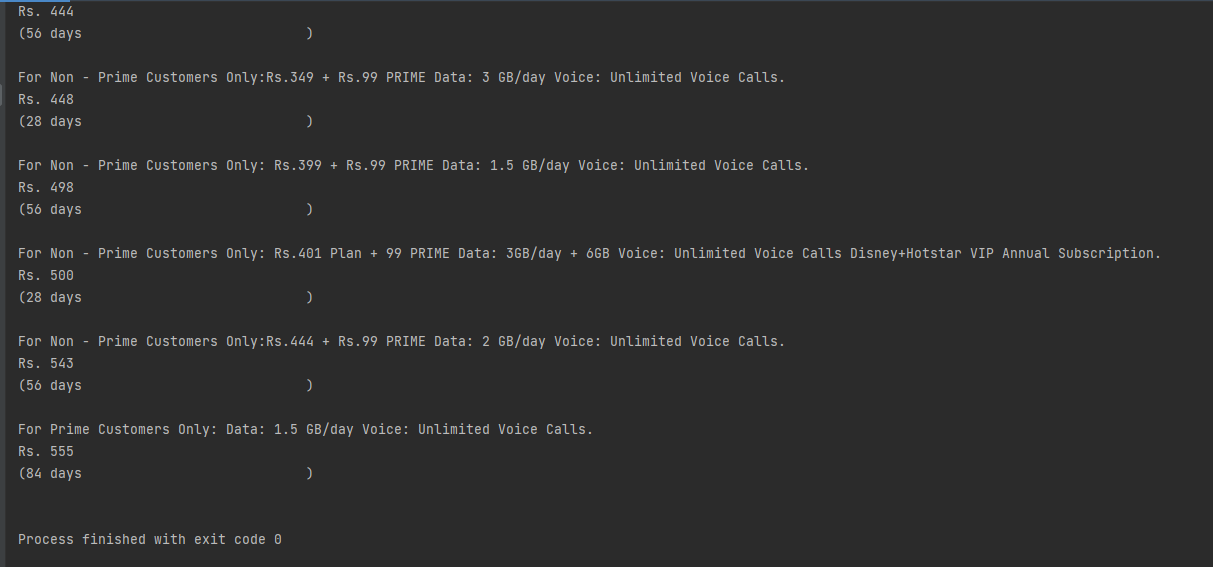 Rs. 444
(56 days                            )
For Non - Prime Customers Only:Rs.349 + Rs.99 PRIME Data: 3 GB/day Voice: Unlimited Voice Calls.
Rs. 448
(28 days                            )
For Non - Prime Customers Only: Rs.399 + Rs.99 PRIME Data: 1.5 GB/day Voice: Unlimited Voice Calls.
Rs. 498
(56 days                            )
For Non - Prime Customers Only: Rs.401 Plan + 99 PRIME Data: 3GB/day + 6GB Voice: Unlimited Voice Calls Disney+Hotstar VIP Annual Subscription.
Rs. 500
(28 days                            )
For Non - Prime Customers Only:Rs.444 + Rs.99 PRIME Data: 2 GB/day Voice: Unlimited Voice Calls.
Rs. 543
(56 days                            )
For Prime Customers Only: Data: 1.5 GB/day Voice: Unlimited Voice Calls.
Rs. 555
(84 days                            )
Process finished with exit code 0